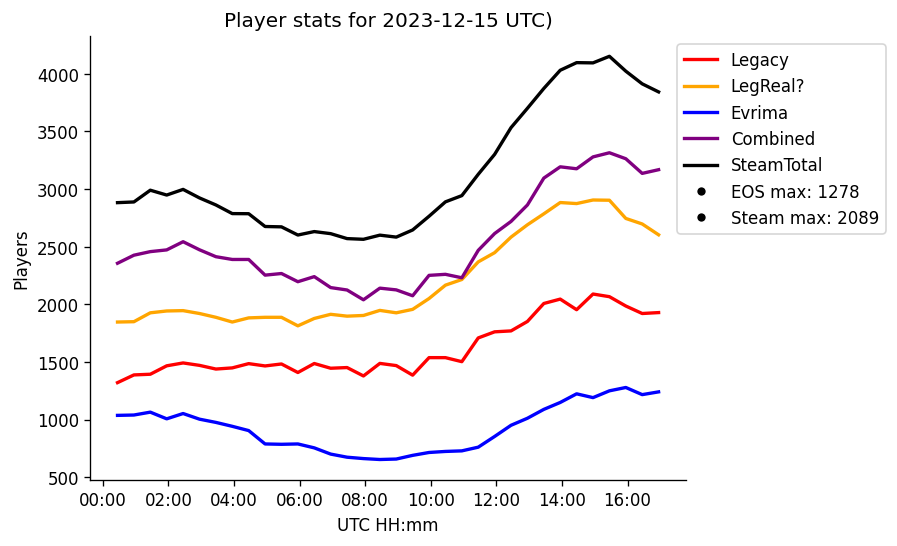 Player stats for 2023-12-15 UTC)
Players
4000
3500
3000
2500
2000
1500
1000
500
00:00 02:00 04:00 06:00 08:00 10:00 12:00 14:00 16:00
UTC HH:mm
Legacy
LegReal?
Evrima
Combined
SteamTotal
EOS max: 1278
Steam max: 2089